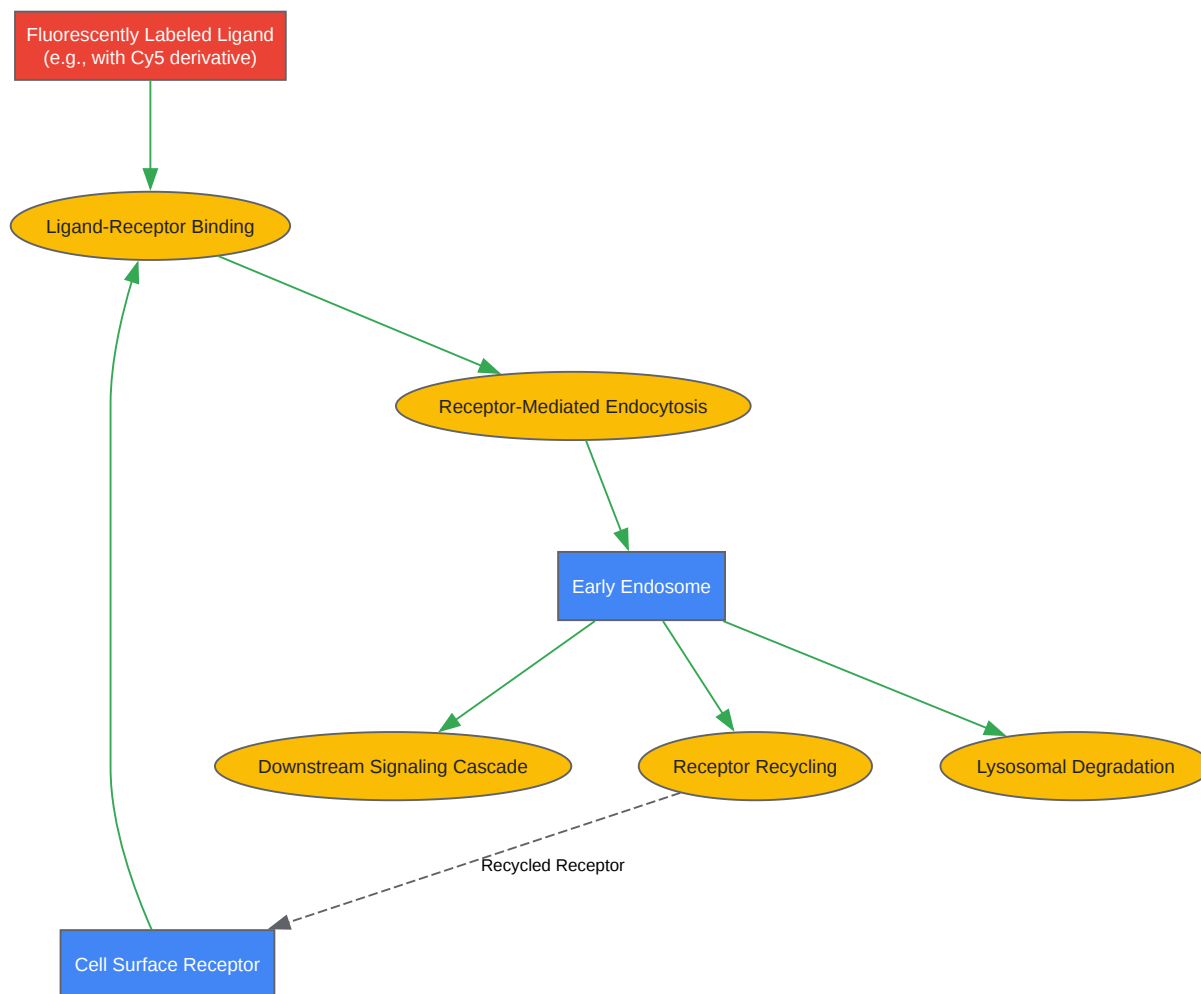 Fluorescently Labeled Ligand
(e.g., with Cy5 derivative)
Ligand-Receptor Binding
Receptor-Mediated Endocytosis
Early Endosome
Downstream Signaling Cascade
Receptor Recycling
Lysosomal Degradation
Recycled Receptor
Cell Surface Receptor